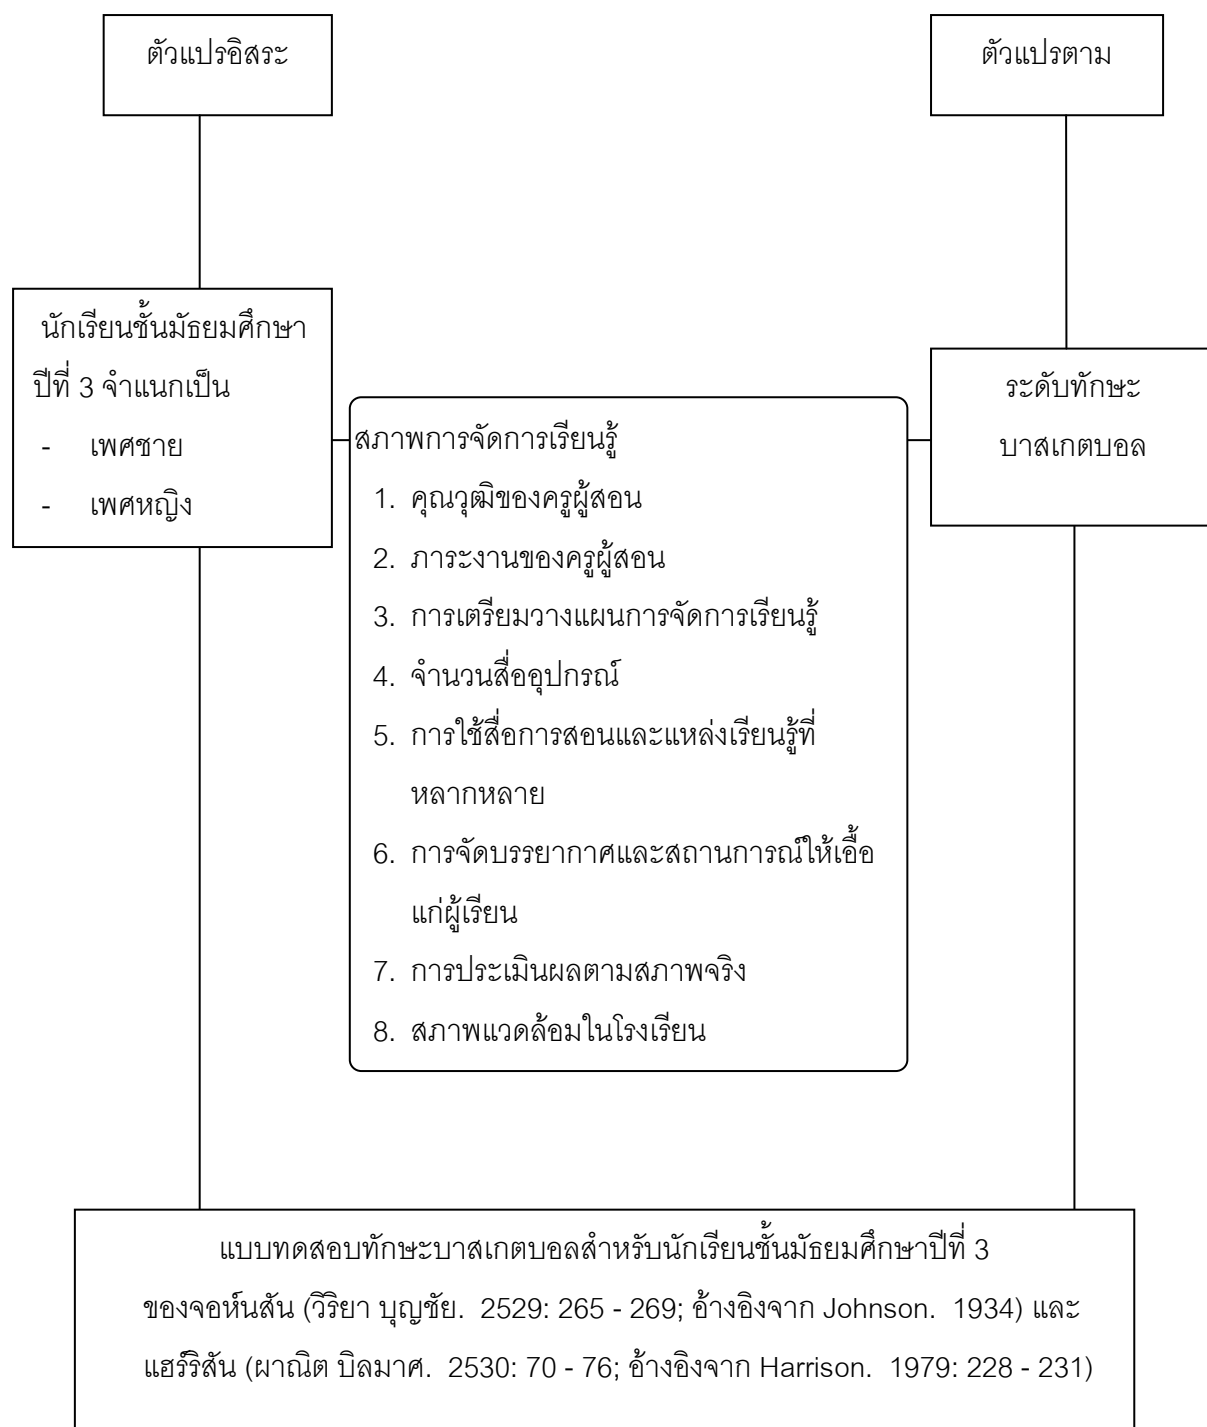 ตัวแปรอิสระ
ตัวแปรตาม
นักเรียนชั้นมัธยมศึกษา
ปีที่ 3 จำแนกเป็น
- เพศชาย
- เพศหญิง
สภาพการจัดการเรียนรู้
1. คุณวุฒิของครูผู้สอน
2. ภาระงานของครูผู้สอน
3. การเตรียมวางแผนการจัดการเรียนรู้
4. จำนวนสื่ออุปกรณ์
5. การใช้สื่อการสอนและแหล่งเรียนรู้ที่
หลากหลาย
6. การจัดบรรยากาศและสถานการณ์ให้เอื้อ
แก่ผู้เรียน
7. การประเมินผลตามสภาพจริง
8. สภาพแวดล้อมในโรงเรียน
ระดับทักษะ
บาสเกตบอล
แบบทดสอบทักษะบาสเกตบอลสำหรับนักเรียนชั้นมัธยมศึกษาปีที่ 3
ของจอห์นสัน (วิริยา บุญชัย. 2529: 265 - 269; อ้างอิงจาก Johnson. 1934) และ
แฮร์ริสัน (ผาณิต บิลมาศ. 2530: 70 - 76; อ้างอิงจาก Harrison. 1979: 228 - 231)